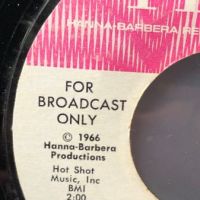 HANNA-BARBERA RE
FOR
BROADCAST
ONLY
© 1966
Hanna-Barbera
Productions
Hot Shot
Music, Inc
BMI
2:00